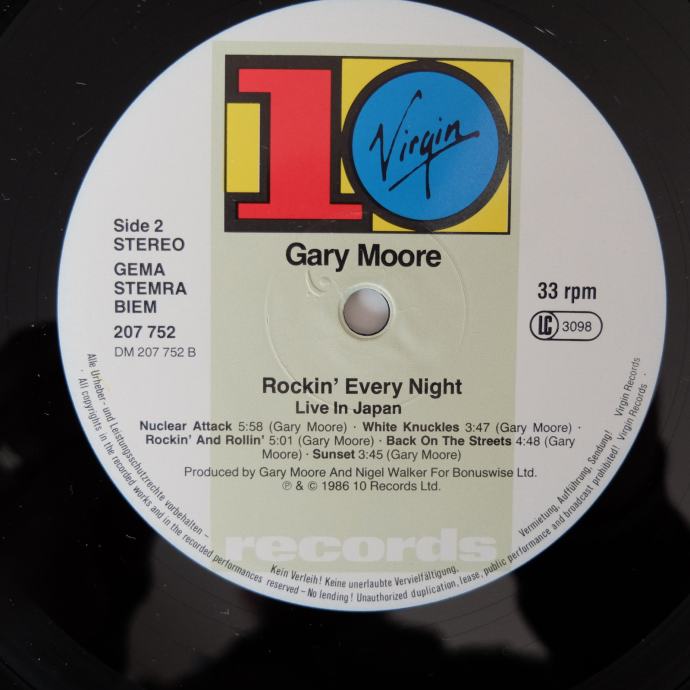 10
Virgin
Gary Moore
Side 2
STEREO
GEMA
STEMRA
BIEM
207 752
DM 207 752 B
33 rpm
LC 3098
Rockin' Every Night
Live In Japan
Nuclear Attack 5:58 (Gary Moore) · White Knuckles 3:47 (Gary Moore) ·
Rockin' And Rollin' 5:01 (Gary Moore) · Back On The Streets 4:48 (Gary
Moore) · Sunset 3:45 (Gary Moore)
Produced by Gary Moore And Nigel Walker For Bonuswise Ltd.
℗ & © 1986 10 Records Ltd.
records
Alle Urheber- und Leistungsschutzrechte vorbehalten – Kein Verleih! Keine unerlaubte Vervielfältigung, Vermietung, Aufführung, Sendung! Virgin Records
· All copyrights in the recorded works and in the recorded performances reserved – No lending! Unauthorized duplication, lease, public performance and broadcast prohibited! Virgin Records ·